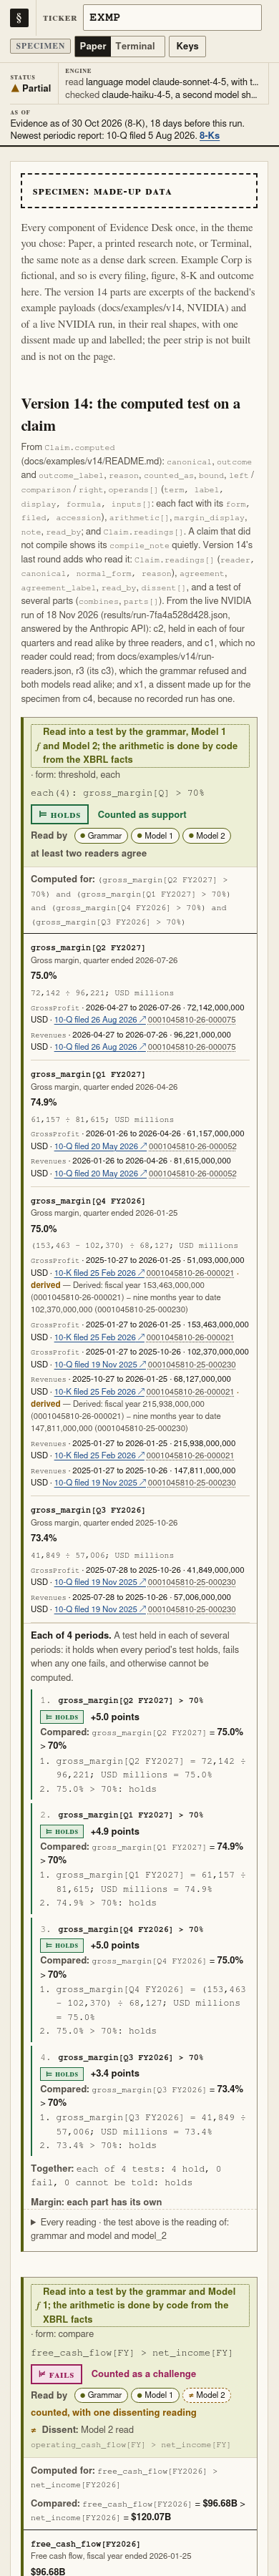 § TICKER EXMP
SPECIMEN Paper Terminal Keys
STATUS
▲ Partial
ENGINE
read language model claude-sonnet-4-5, with t…
checked claude-haiku-4-5, a second model sh…
AS OF
Evidence as of 30 Oct 2026 (8-K), 18 days before this run.
Newest periodic report: 10-Q filed 5 Aug 2026. 8-Ks
SPECIMEN: MADE-UP DATA
Every component of Evidence Desk once, in the theme
you chose: Paper, a printed research note, or Terminal,
the same note as a dense dark screen. Example Corp is
fictional, and so is every filing, figure, 8-K and outcome
here. The version 14 parts are excerpts of the backend's
example payloads (docs/examples/v14, NVIDIA) and
of a live NVIDIA run, in their real shapes, with one
dissent made up and labelled; the peer strip is not built
and is not on the page.
Version 14: the computed test on a
claim
From Claim.computed
(docs/examples/v14/README.md): canonical, outcome
and outcome_label, reason, counted_as, bound, left /
comparison / right, operands[] (term, label,
display, formula, inputs[]: each fact with its form,
filed, accession), arithmetic[], margin_display,
note, read_by; and Claim.readings[]. A claim that did
not compile shows its compile_note quietly. Version 14's
last round adds who read it: Claim.readings[] (reader,
canonical, normal_form, reason), agreement,
agreement_label, read_by, dissent[], and a test of
several parts (combines, parts[]). From the live NVIDIA
run of 18 Nov 2026 (results/run-7fa4a528d428.json,
answered by the Anthropic API): c2, held in each of four
quarters and read alike by three readers, and c1, which no
reader could read; from docs/examples/v14/run-
readers.json, r3 (its c3), which the grammar refused and
both models read alike; and x1, a dissent made up for the
specimen from c4, because no recorded run has one.
ƒ Read into a test by the grammar, Model 1
and Model 2; the arithmetic is done by code
from the XBRL facts
· form: threshold, each
each(4): gross_margin[Q] > 70%
⊨ HOLDS Counted as support
Read by ● Grammar ● Model 1 ● Model 2
at least two readers agree
Computed for: (gross_margin[Q2 FY2027] >
70%) and (gross_margin[Q1 FY2027] > 70%)
and (gross_margin[Q4 FY2026] > 70%) and
(gross_margin[Q3 FY2026] > 70%)
gross_margin[Q2 FY2027]
Gross margin, quarter ended 2026-07-26
75.0%
72,142 ÷ 96,221; USD millions
GrossProfit · 2026-04-27 to 2026-07-26 · 72,142,000,000
USD · 10-Q filed 26 Aug 2026 ↗ 0001045810-26-000075
Revenues · 2026-04-27 to 2026-07-26 · 96,221,000,000
USD · 10-Q filed 26 Aug 2026 ↗ 0001045810-26-000075
gross_margin[Q1 FY2027]
Gross margin, quarter ended 2026-04-26
74.9%
61,157 ÷ 81,615; USD millions
GrossProfit · 2026-01-26 to 2026-04-26 · 61,157,000,000
USD · 10-Q filed 20 May 2026 ↗ 0001045810-26-000052
Revenues · 2026-01-26 to 2026-04-26 · 81,615,000,000
USD · 10-Q filed 20 May 2026 ↗ 0001045810-26-000052
gross_margin[Q4 FY2026]
Gross margin, quarter ended 2026-01-25
75.0%
(153,463 − 102,370) ÷ 68,127; USD millions
GrossProfit · 2025-10-27 to 2026-01-25 · 51,093,000,000
USD · 10-K filed 25 Feb 2026 ↗ 0001045810-26-000021 ·
derived — Derived: fiscal year 153,463,000,000
(0001045810-26-000021) − nine months year to date
102,370,000,000 (0001045810-25-000230)
GrossProfit · 2025-01-27 to 2026-01-25 · 153,463,000,000
USD · 10-K filed 25 Feb 2026 ↗ 0001045810-26-000021
GrossProfit · 2025-01-27 to 2025-10-26 · 102,370,000,000
USD · 10-Q filed 19 Nov 2025 ↗ 0001045810-25-000230
Revenues · 2025-10-27 to 2026-01-25 · 68,127,000,000
USD · 10-K filed 25 Feb 2026 ↗ 0001045810-26-000021 ·
derived — Derived: fiscal year 215,938,000,000
(0001045810-26-000021) − nine months year to date
147,811,000,000 (0001045810-25-000230)
Revenues · 2025-01-27 to 2026-01-25 · 215,938,000,000
USD · 10-K filed 25 Feb 2026 ↗ 0001045810-26-000021
Revenues · 2025-01-27 to 2025-10-26 · 147,811,000,000
USD · 10-Q filed 19 Nov 2025 ↗ 0001045810-25-000230
gross_margin[Q3 FY2026]
Gross margin, quarter ended 2025-10-26
73.4%
41,849 ÷ 57,006; USD millions
GrossProfit · 2025-07-28 to 2025-10-26 · 41,849,000,000
USD · 10-Q filed 19 Nov 2025 ↗ 0001045810-25-000230
Revenues · 2025-07-28 to 2025-10-26 · 57,006,000,000
USD · 10-Q filed 19 Nov 2025 ↗ 0001045810-25-000230
Each of 4 periods. A test held in each of several
periods: it holds when every period's test holds, fails
when any one fails, and otherwise cannot be
computed.
1. gross_margin[Q2 FY2027] > 70%
⊨ HOLDS +5.0 points
Compared: gross_margin[Q2 FY2027] = 75.0%
> 70%
1. gross_margin[Q2 FY2027] = 72,142 ÷
96,221; USD millions = 75.0%
2. 75.0% > 70%: holds
2. gross_margin[Q1 FY2027] > 70%
⊨ HOLDS +4.9 points
Compared: gross_margin[Q1 FY2027] = 74.9%
> 70%
1. gross_margin[Q1 FY2027] = 61,157 ÷
81,615; USD millions = 74.9%
2. 74.9% > 70%: holds
3. gross_margin[Q4 FY2026] > 70%
⊨ HOLDS +5.0 points
Compared: gross_margin[Q4 FY2026] = 75.0%
> 70%
1. gross_margin[Q4 FY2026] = (153,463
− 102,370) ÷ 68,127; USD millions
= 75.0%
2. 75.0% > 70%: holds
4. gross_margin[Q3 FY2026] > 70%
⊨ HOLDS +3.4 points
Compared: gross_margin[Q3 FY2026] = 73.4%
> 70%
1. gross_margin[Q3 FY2026] = 41,849 ÷
57,006; USD millions = 73.4%
2. 73.4% > 70%: holds
Together: each of 4 tests: 4 hold, 0
fail, 0 cannot be told: holds
Margin: each part has its own
▶ Every reading · the test above is the reading of:
grammar and model and model_2
ƒ Read into a test by the grammar and Model
1; the arithmetic is done by code from the
XBRL facts
· form: compare
free_cash_flow[FY] > net_income[FY]
⊭ FAILS Counted as a challenge
Read by ● Grammar ● Model 1 ≠ Model 2
counted, with one dissenting reading
≠ Dissent: Model 2 read
operating_cash_flow[FY] > net_income[FY]
Computed for: free_cash_flow[FY2026] >
net_income[FY2026]
Compared: free_cash_flow[FY2026] = $96.68B >
net_income[FY2026] = $120.07B
free_cash_flow[FY2026]
Free cash flow, fiscal year ended 2026-01-25
$96.68B